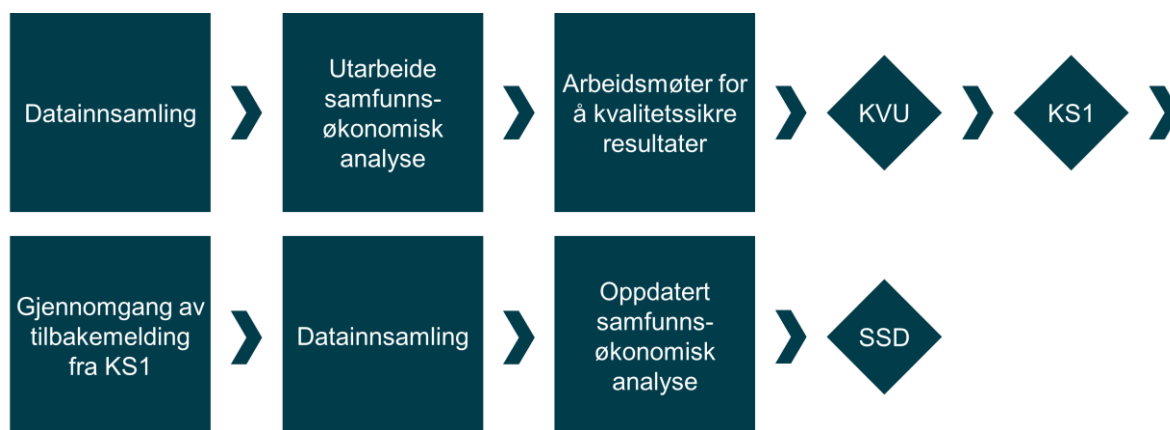 Datainnsamling
Utarbeide
samfunns-
økonomisk
analyse
Arbeidsmøter for
å kvalitetssikre
resultater
KVU
KS1
Gjennomgang av
tilbakemelding
fra KS1
Datainnsamling
Oppdatert
samfunns-
økonomisk
analyse
SSD